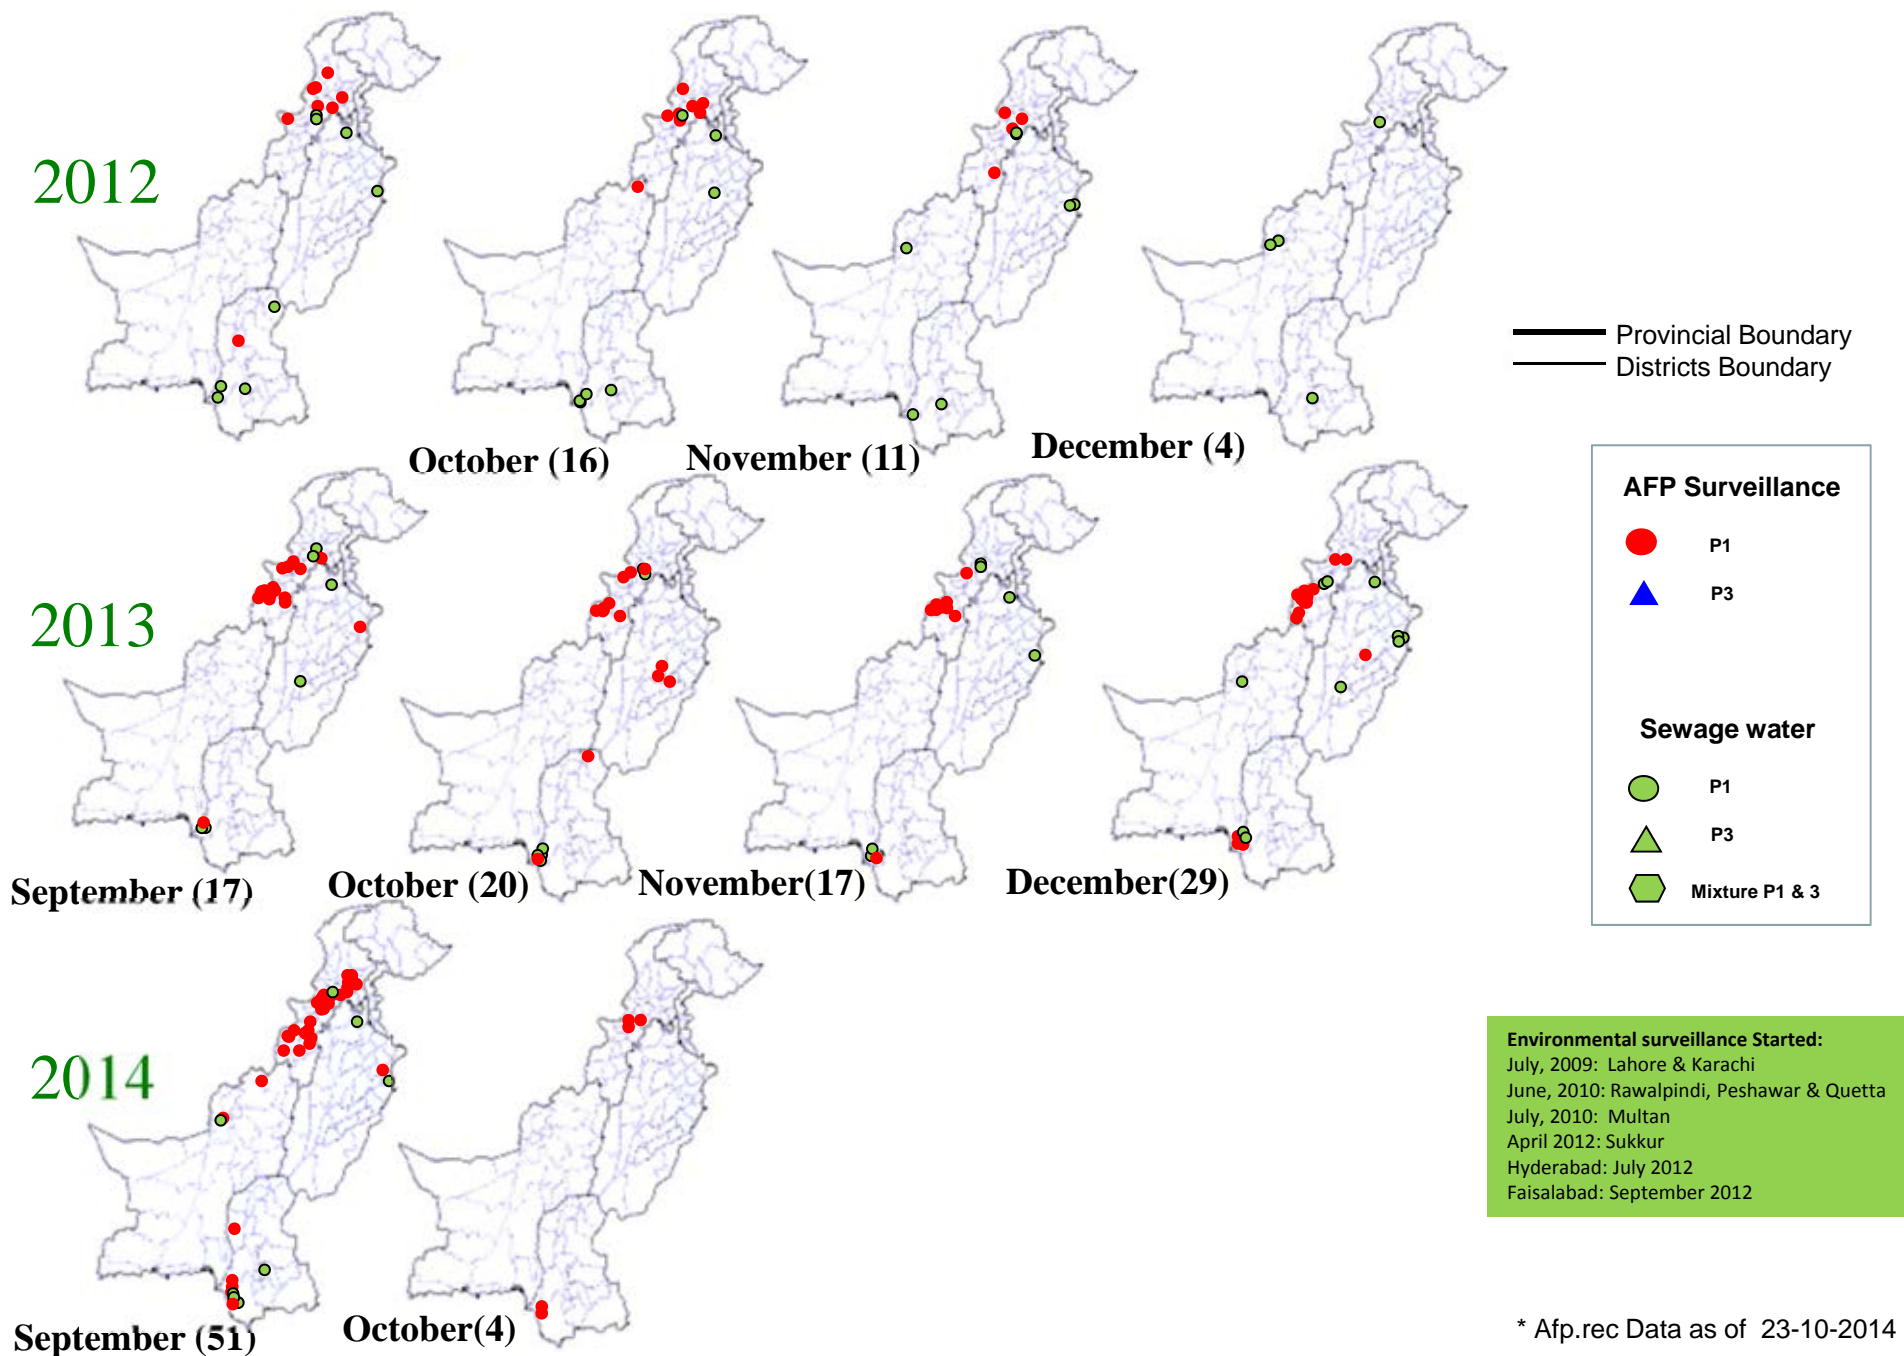 2012
October (16)
November (11)
December (4)
Provincial Boundary
Districts Boundary
AFP Surveillance
P1
P3
Sewage water
P1
P3
Mixture P1 & 3
2013
September (17)
October (20)
November(17)
December(29)
2014
September (51)
October(4)
Environmental surveillance Started:
July, 2009: Lahore & Karachi
June, 2010: Rawalpindi, Peshawar & Quetta
July, 2010: Multan
April 2012: Sukkur
Hyderabad: July 2012
Faisalabad: September 2012
* Afp.rec Data as of 23-10-2014